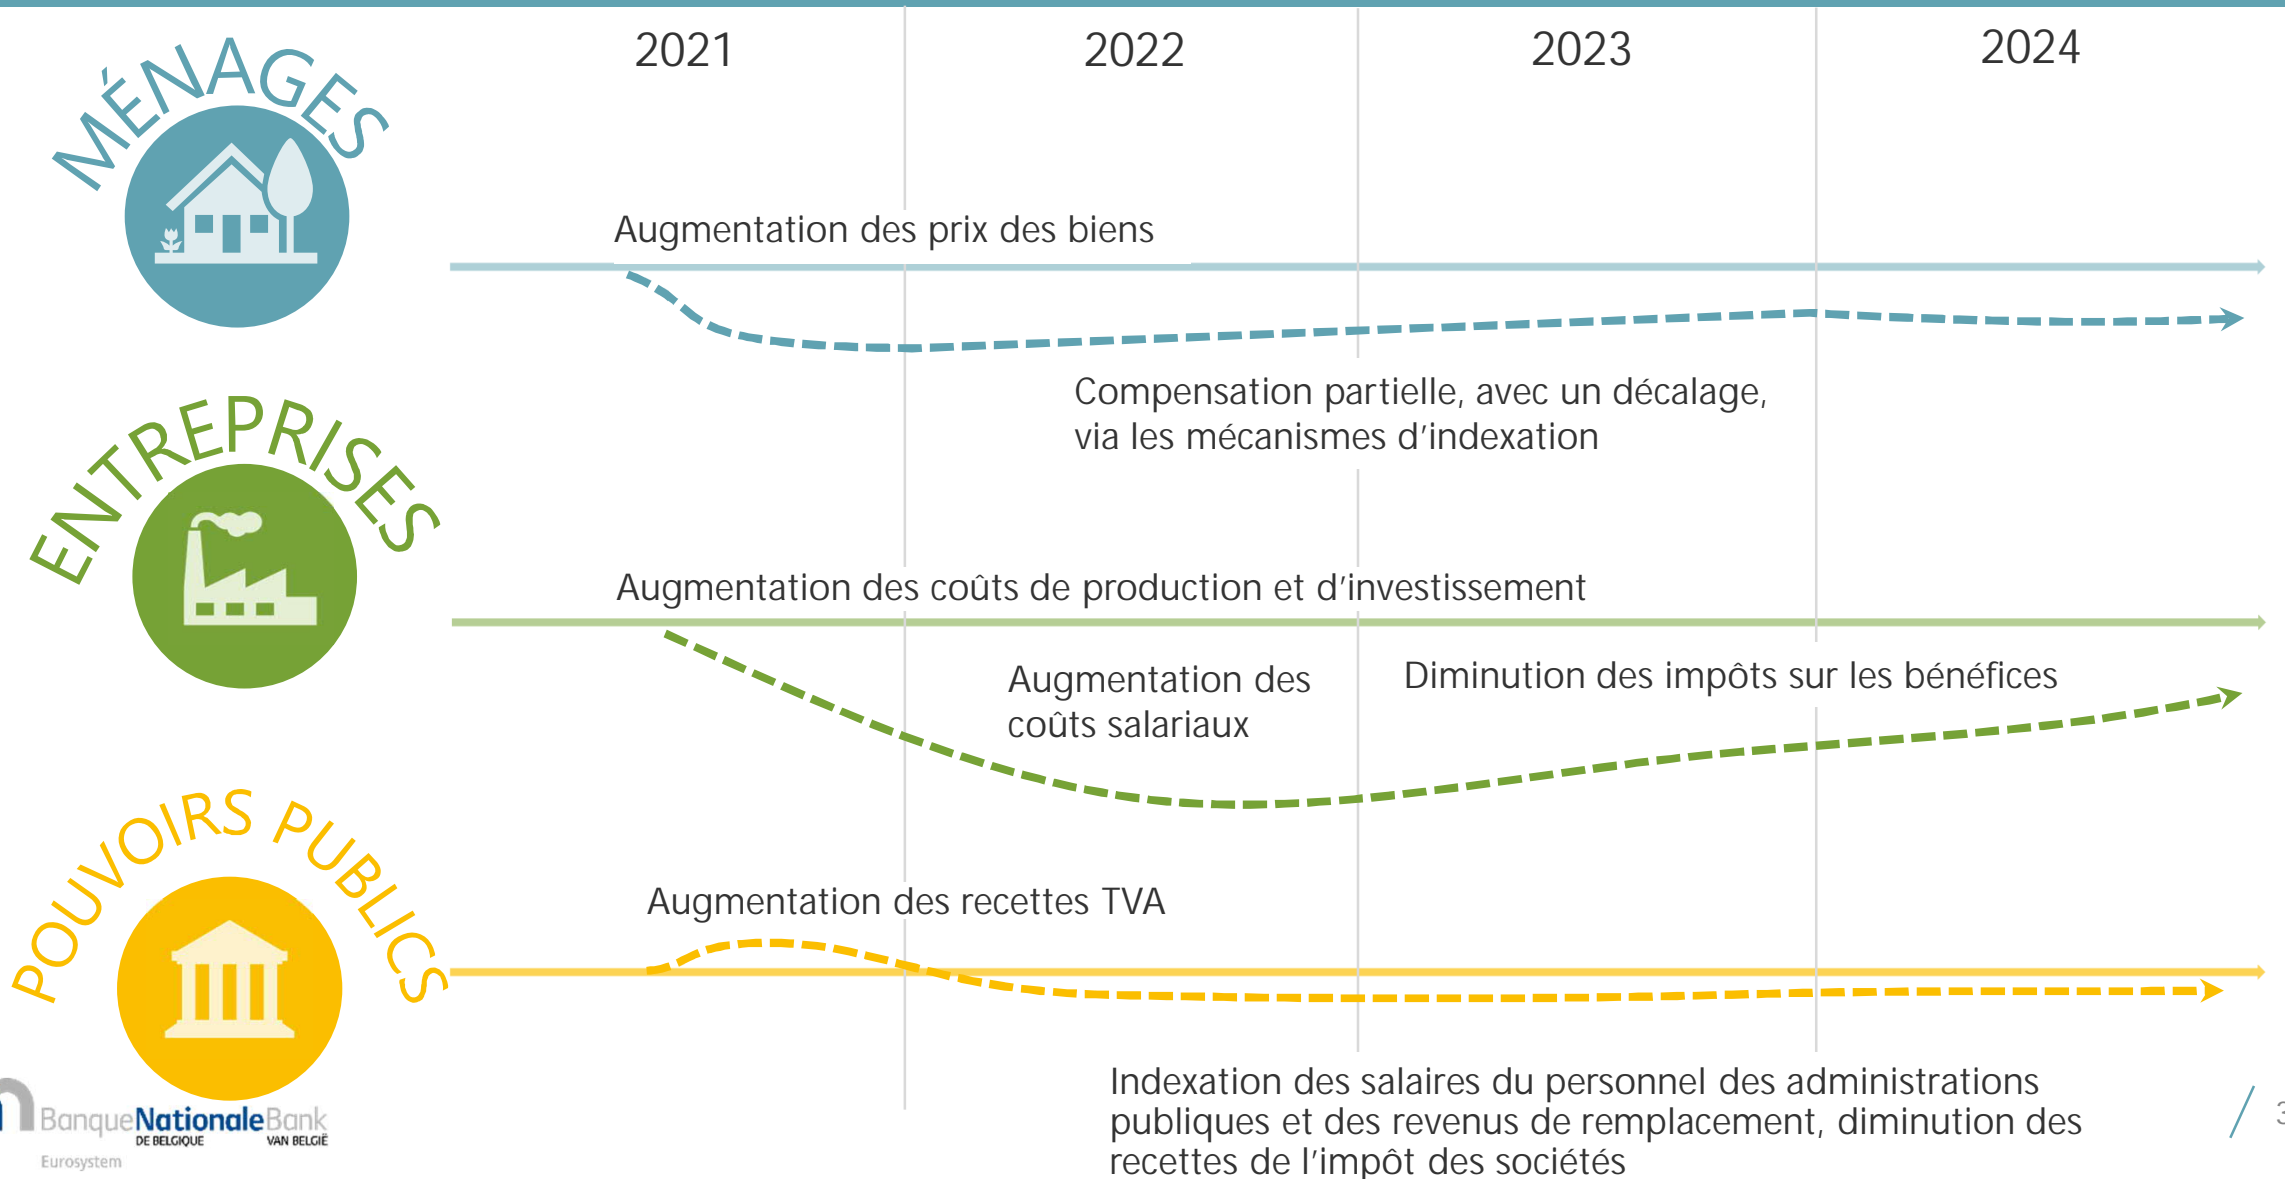 2021
2022
2023
2024
MÉNAGES
Augmentation des prix des biens
Compensation partielle, avec un décalage,
via les mécanismes d'indexation
ENTREPRISES
Augmentation des coûts de production et d'investissement
Augmentation des
coûts salariaux
Diminution des impôts sur les bénéfices
POUVOIRS PUBLICS
Augmentation des recettes TVA
Indexation des salaires du personnel des administrations
publiques et des revenus de remplacement, diminution des
recettes de l'impôt des sociétés
BanqueNationaleBank
DE BELGIQUE VAN BELGIË
Eurosystem